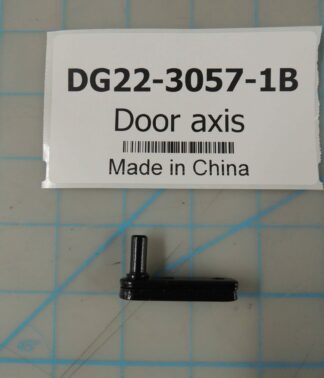 DG22-3057-1B
Door axis
Made in China